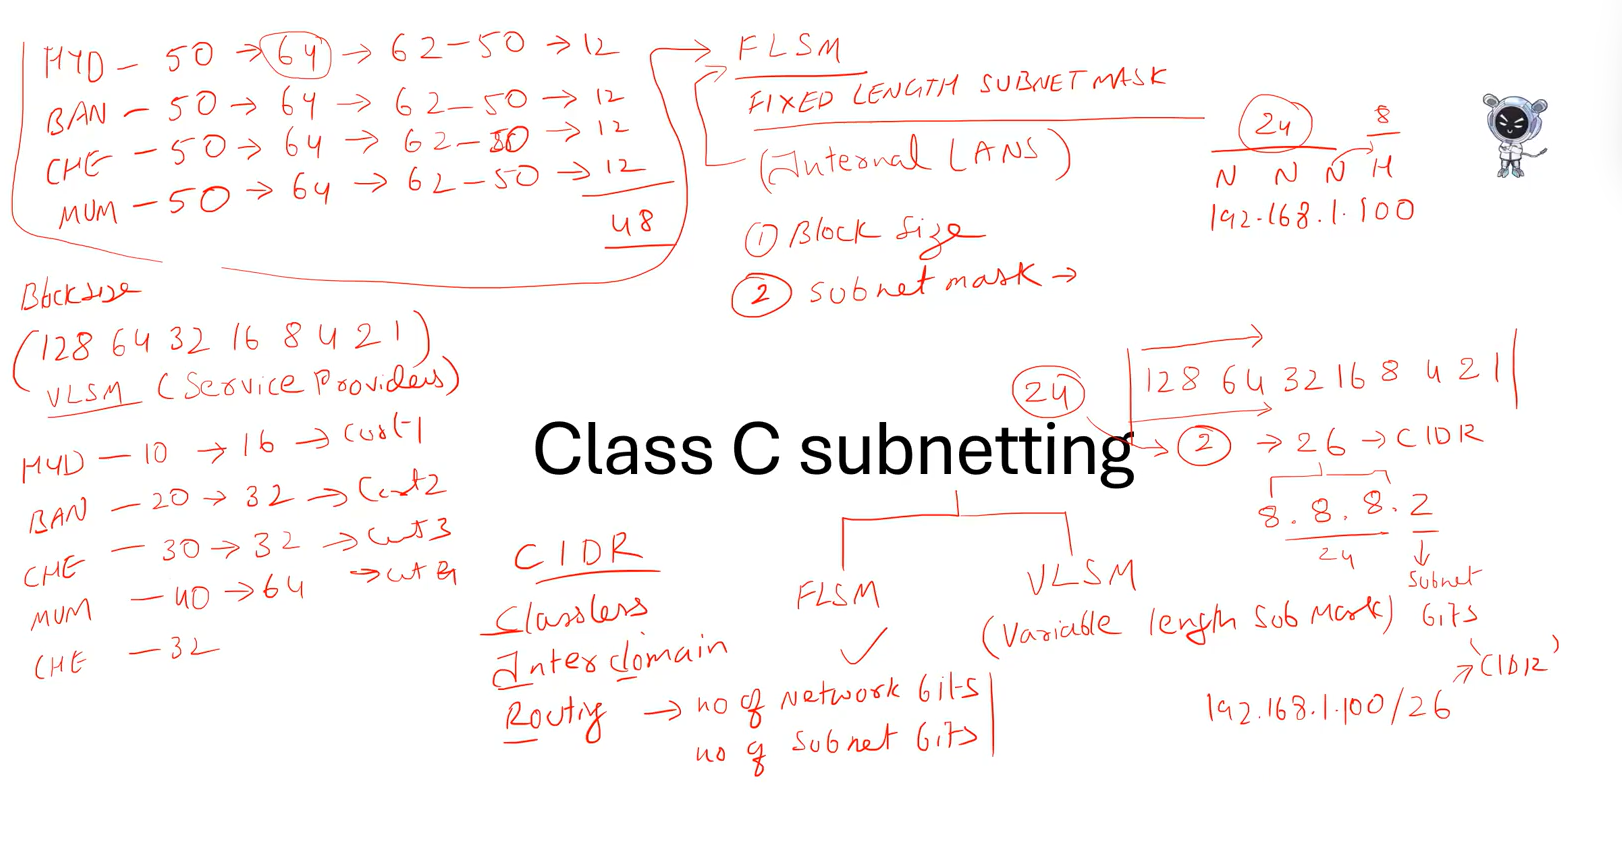 HYD - 50 → 64 → 62-50 → 12
BAN - 50 → 64 → 62-50 → 12
CHE - 50 → 64 → 62-50 → 12
MUM - 50 → 64 → 62-50 → 12
48
FLSM
FIXED LENGTH SUBNET MASK
(Internal LANS)
① Block Size
② Subnet mask →
24 8
N N N H
192.168.1.100
Blocksize
(128 64 32 16 8 4 2 1)
VLSM (Service Providers)
HYD - 10 → 16 → Cust-1
BAN - 20 → 32 → Cust2
CHE - 30 → 32 → Cust3
MUM - 40 → 64 →
CHE - 32
24 128 64 32 16 8 4 2 1
→ 2 → 26 → CIDR
8.8.8.2
24
Subnet
bits
(CIDR)
192.168.1.100/26
Class C subnetting
FLSM
VLSM
(Variable length Sub Mask)
CIDR
Classless
Inter domain
Routing → no of Network bits
no of Subnet bits